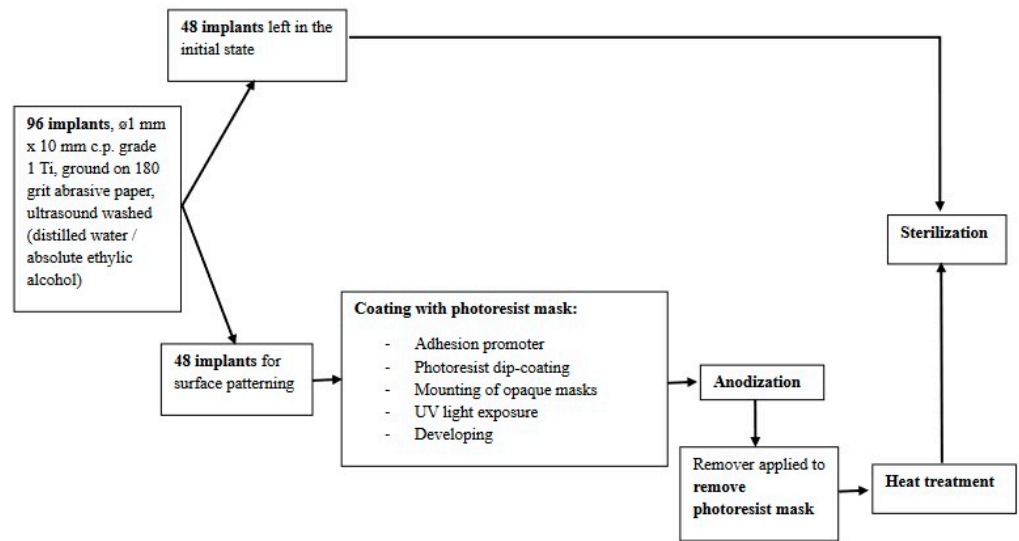 48 implants left in the
initial state
96 implants, ø1 mm
x 10 mm c.p. grade
1 Ti, ground on 180
grit abrasive paper,
ultrasound washed
(distilled water /
absolute ethylic
alcohol)
Sterilization
48 implants for
surface patterning
Coating with photoresist mask:
- Adhesion promoter
- Photoresist dip-coating
- Mounting of opaque masks
- UV light exposure
- Developing
Anodization
Remover applied to
remove
photoresist mask
Heat treatment